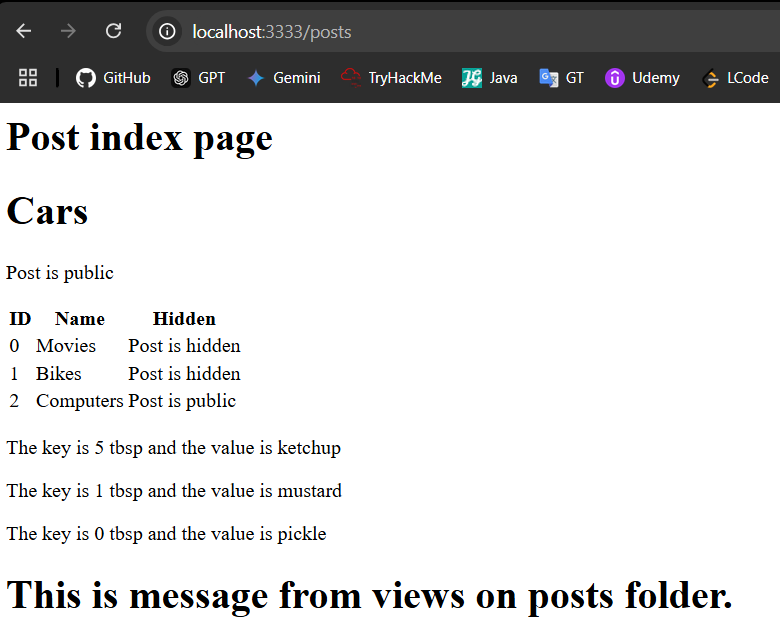 localhost:3333/posts
GitHub GPT Gemini TryHackMe Java GT Udemy LCode
Post index page
Cars
Post is public
ID Name Hidden
0 Movies Post is hidden
1 Bikes Post is hidden
2 Computers Post is public
The key is 5 tbsp and the value is ketchup
The key is 1 tbsp and the value is mustard
The key is 0 tbsp and the value is pickle
This is message from views on posts folder.